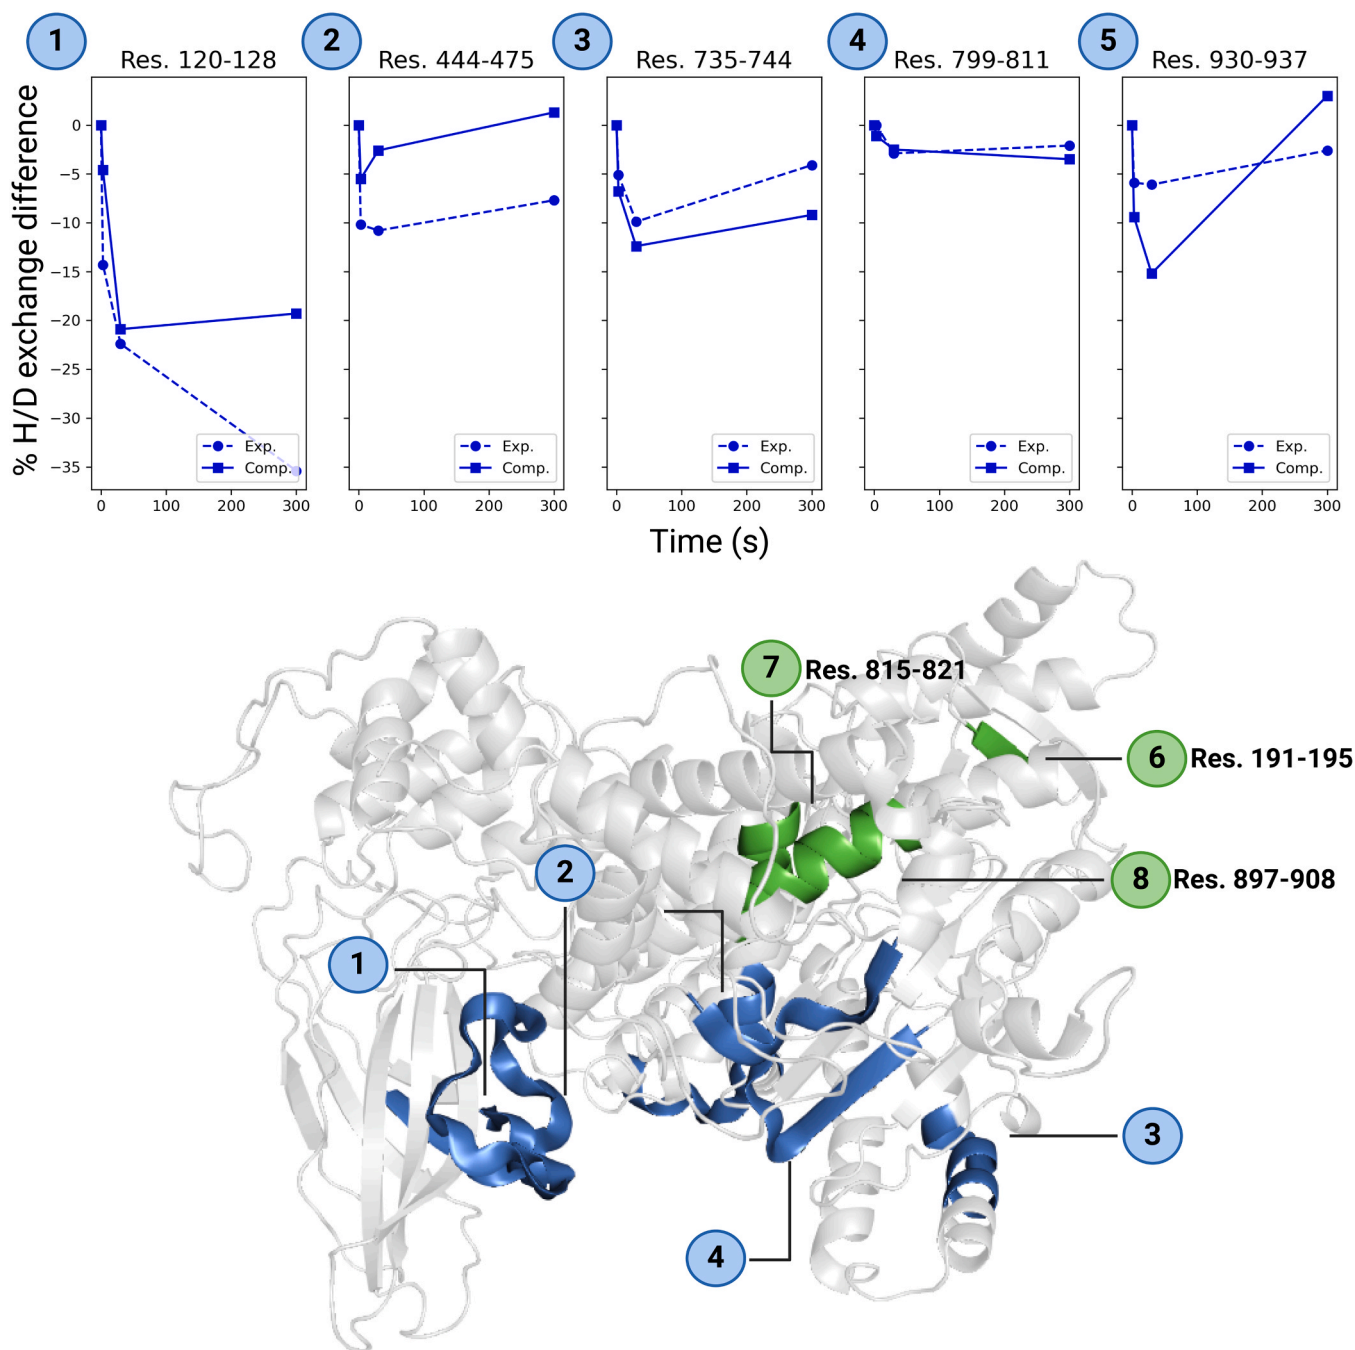 1 2 3 4 5
Res. 120-128 Res. 444-475 Res. 735-744 Res. 799-811 Res. 930-937
% H/D exchange difference
0
−5
−10
−15
−20
−25
−30
−35
Exp. Exp. Exp. Exp. Exp.
Comp. Comp. Comp. Comp. Comp.
0 100 200 300 0 100 200 300 0 100 200 300 0 100 200 300 0 100 200 300
Time (s)
7 Res. 815-821
6 Res. 191-195
2
8 Res. 897-908
1
3
4